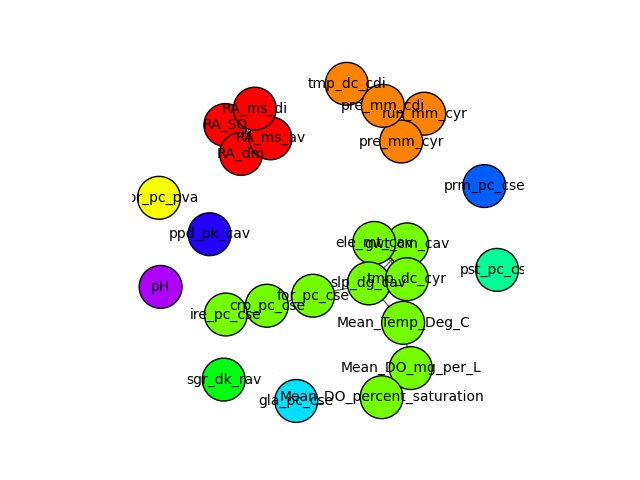 tmp_dc_cdi
RA_ms_di
pre_mm_cdi
run_mm_cyr
RA_SO
RA_ms_av
pre_mm_cyr
RA_dm
prm_pc_cse
or_pc_pva
ppd_pk_cav
ele_mt_cav
gwt_cm_cav
pst_pc_cs
tmp_dc_cyr
slp_dg_cav
pH
for_pc_cse
crp_pc_cse
ire_pc_cse
Mean_Temp_Deg_C
Mean_DO_mg_per_L
sgr_dk_rav
Mean_DO_percent_saturation
gla_pc_cse